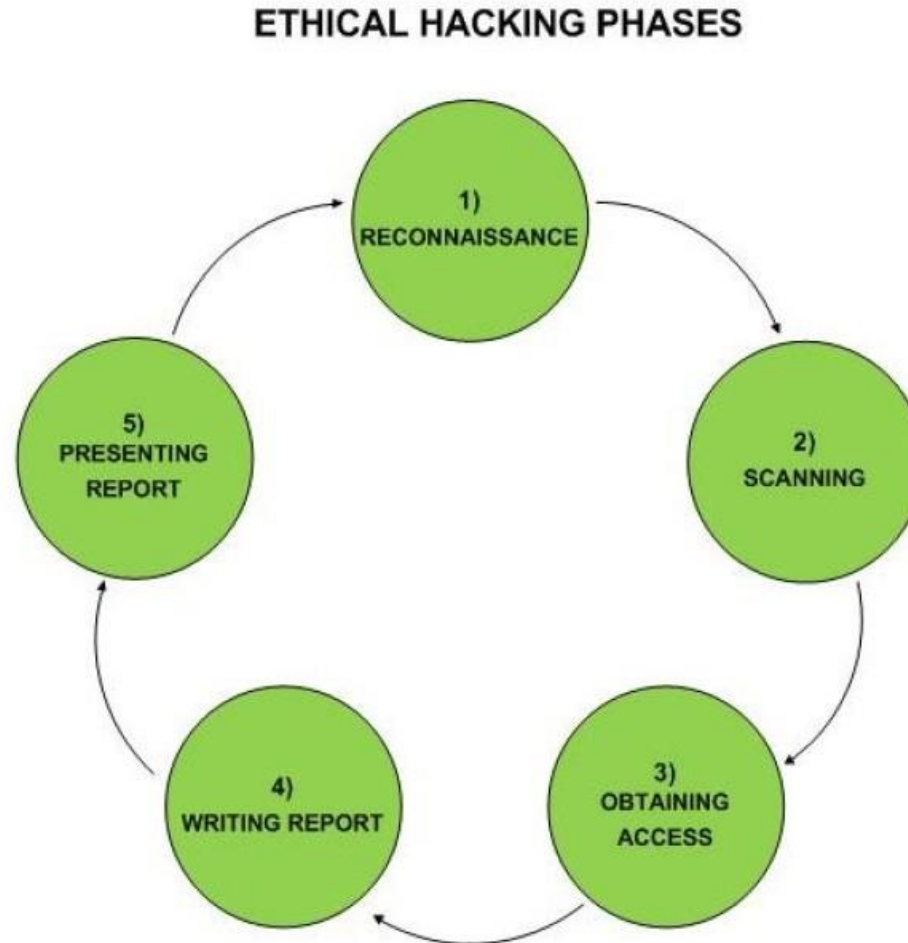 ETHICAL HACKING PHASES
1)
RECONNAISSANCE
2)
SCANNING
3)
OBTAINING
ACCESS
4)
WRITING REPORT
5)
PRESENTING
REPORT